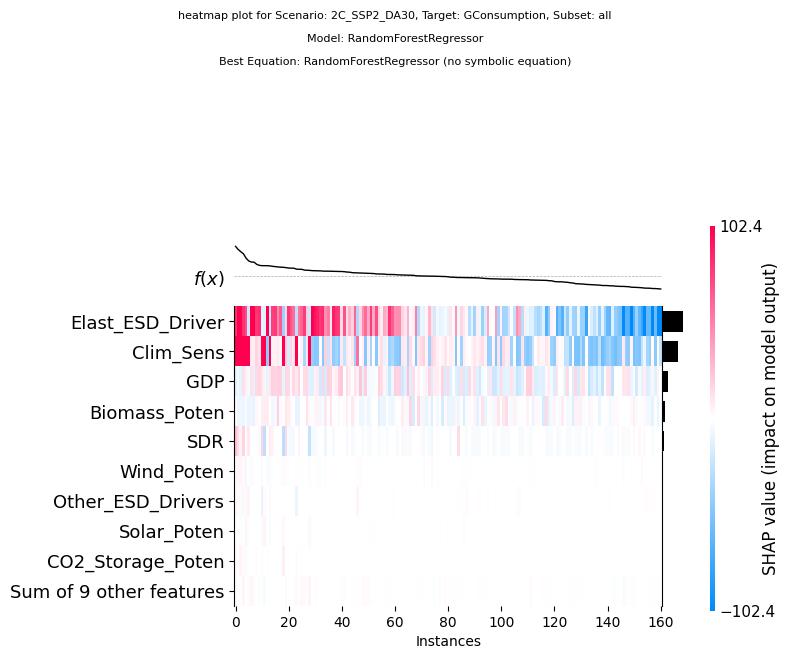 heatmap plot for Scenario: 2C_SSP2_DA30, Target: GConsumption, Subset: all
Model: RandomForestRegressor
Best Equation: RandomForestRegressor (no symbolic equation)
102.4
f(x)
Elast_ESD_Driver
Clim_Sens
GDP
Biomass_Poten
SDR
Wind_Poten
Other_ESD_Drivers
Solar_Poten
CO2_Storage_Poten
Sum of 9 other features
SHAP value (impact on model output)
−102.4
0 20 40 60 80 100 120 140 160
Instances